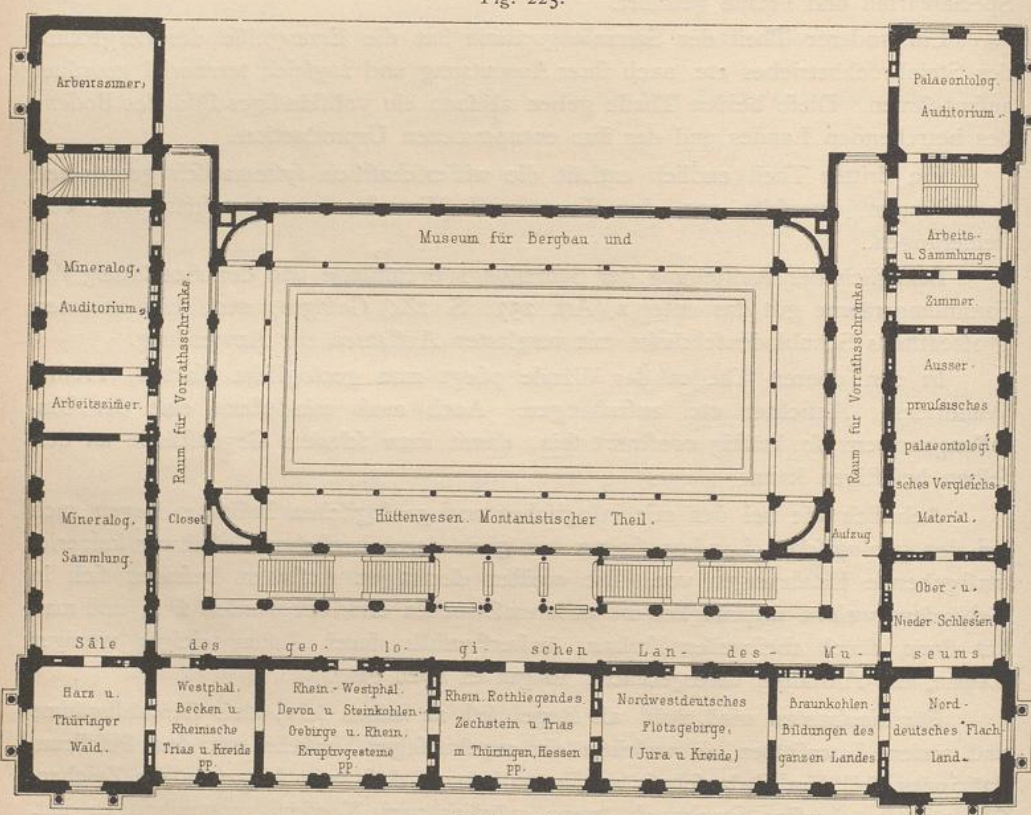 Fig. 225.
Arbeitssimer,
Palaeontolog.
Auditorium.
Museum für Bergbau und
Mineralog.
Auditorium.
Raum für Vorrathsschränke.
Raum für Vorrathsschränke.
Arbeits-
u Sammlungs-
Zimmer.
Arbeitssimer.
Ausser-
preuſsisches
palaeontologi
sches Vergleichs
Material.
Mineralog.
Sammlung.
Closet
Huttenwesen. Montanistischer Theil.
Aufzug
Ober- u.
Nieder Schlesien
Säle des geo- lo- gi- schen Lan- des- Mu- seums
Harz u.
Thüringer
Wald.
Westphäl.
Becken u
Rheinische
Trias u. Kreide
pp.
Rhein.-Westphäl.
Devon u Steinkohlen-
Gebirge u. Rhein.
Eruptivgesteine
pp.
Rhein. Rothliegendes
Zechstein u Trias
in Thüringen, Hessen
pp.
Nordwestdeutsches
Flötsgebirge,
(Jura u Kreide)
Braunkohlen-
Bildungen des
ganzen Landes
Nord-
deutsches Flach-
land.